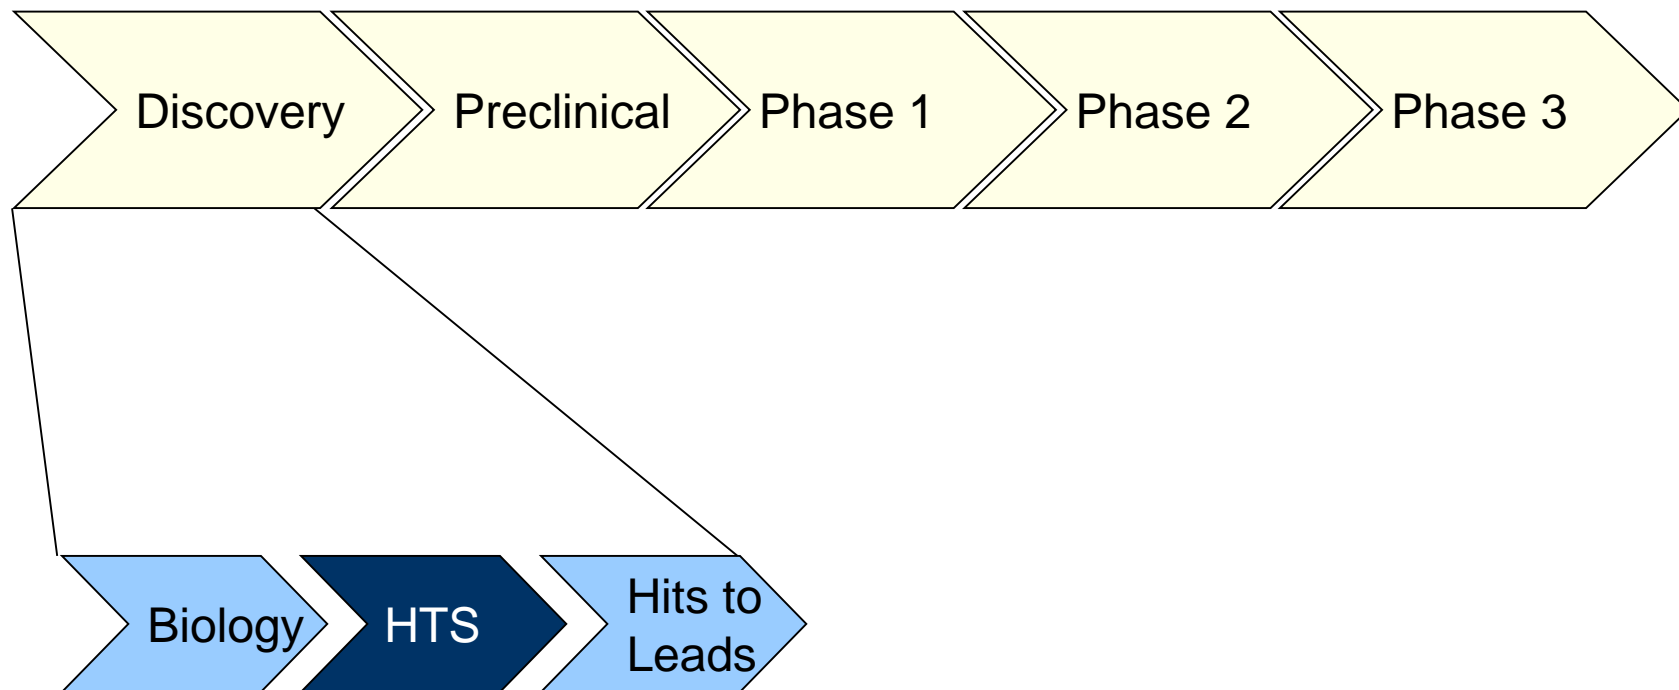 Discovery
Preclinical
Phase 1
Phase 2
Phase 3
Biology
HTS
Hits to
Leads